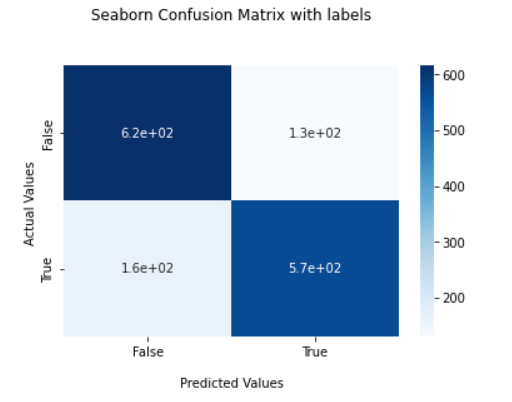 Seaborn Confusion Matrix with labels
Actual Values
False
True
6.2e+02 1.3e+02
1.6e+02 5.7e+02
False True
Predicted Values
600
500
400
300
200